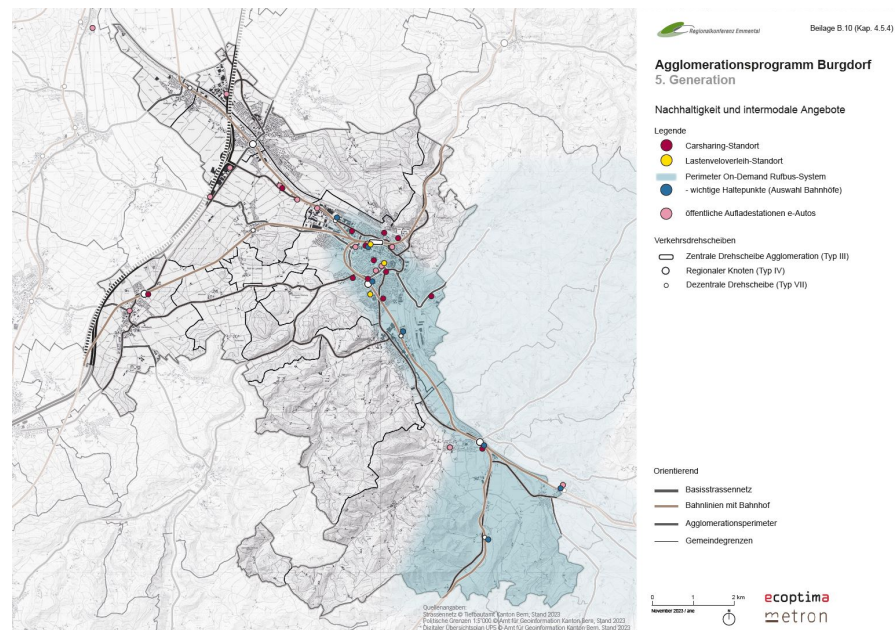 Regionalkonferenz Emmental
Beilage B.10 (Kap. 4.5.4)
Agglomerationsprogramm Burgdorf
5. Generation
Nachhaltigkeit und intermodale Angebote
Legende
Carsharing-Standort
Lastenveloverleih-Standort
Perimeter On-Demand Rufbus-System
- wichtige Haltepunkte (Auswahl Bahnhöfe)
öffentliche Aufladestationen e-Autos
Verkehrsdrehscheiben
Zentrale Drehscheibe Agglomeration (Typ III)
Regionaler Knoten (Typ IV)
Dezentrale Drehscheibe (Typ VII)
Orientierend
Basisstrassennetz
Bahnlinien mit Bahnhof
Agglomerationsperimeter
Gemeindegrenzen
0 1 2 km
November 2023 / ane
ecoptima
metron
Quellenangaben:
Strassennetz © Tiefbauamt Kanton Bern, Stand 2023
Politische Grenzen 1:5'000 © Amt für Geoinformation Kanton Bern, Stand 2023
Digitaler Übersichtsplan UP5 © Amt für Geoinformation Kanton Bern, Stand 2023